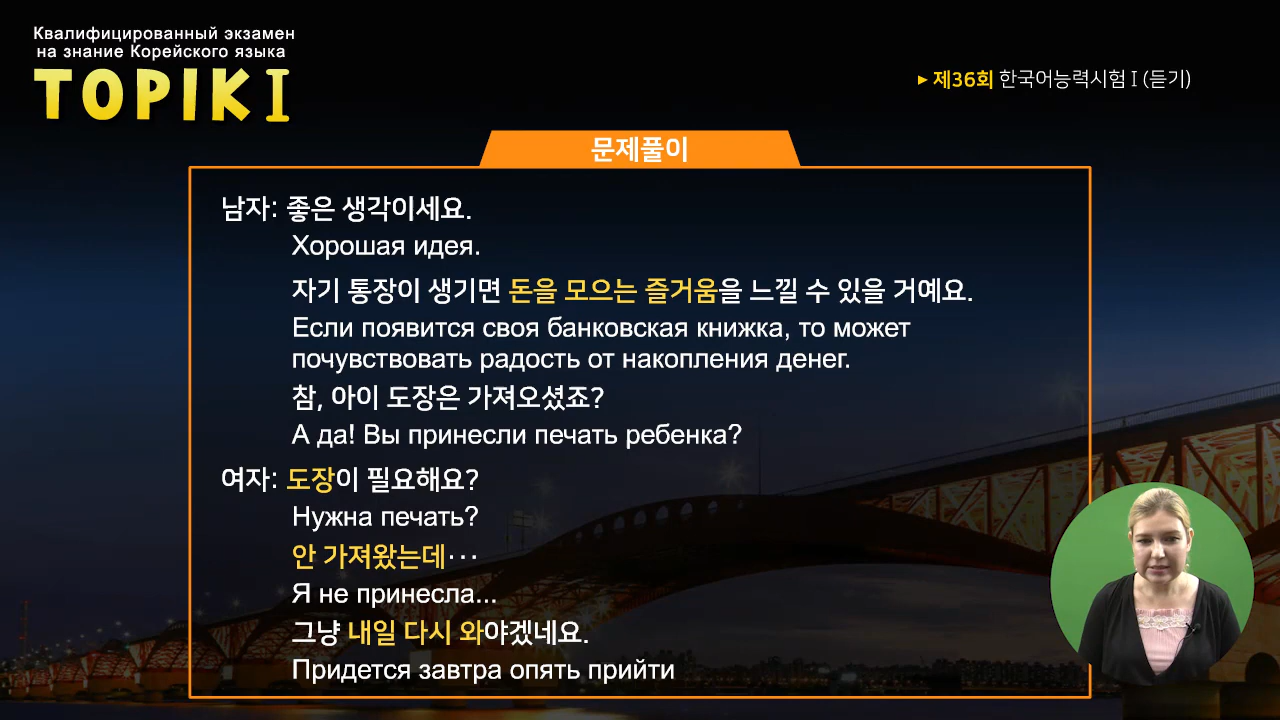 Квалифицированный экзамен
на знание Корейского языка
TOPIK I
▸ 제36회 한국어능력시험 I (듣기)
문제풀이
남자: 좋은 생각이세요.
Хорошая идея.
자기 통장이 생기면 돈을 모으는 즐거움을 느낄 수 있을 거예요.
Если появится своя банковская книжка, то может
почувствовать радость от накопления денег.
참, 아이 도장은 가져오셨죠?
А да! Вы принесли печать ребенка?
여자: 도장이 필요해요?
Нужна печать?
안 가져왔는데···
Я не принесла...
그냥 내일 다시 와야겠네요.
Придется завтра опять прийти